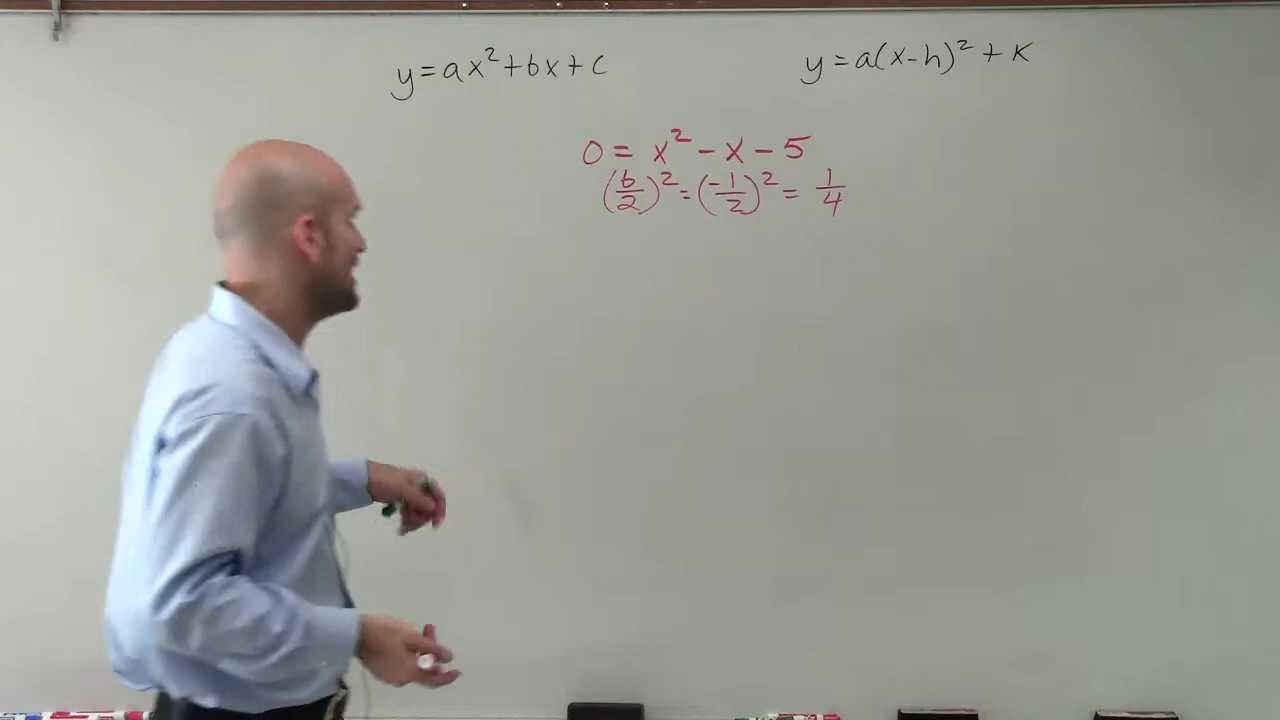 y=ax²+bx+c
y=a(x-h)²+k
0=x²-x-5
(b/2)²=(-1/2)²=1/4